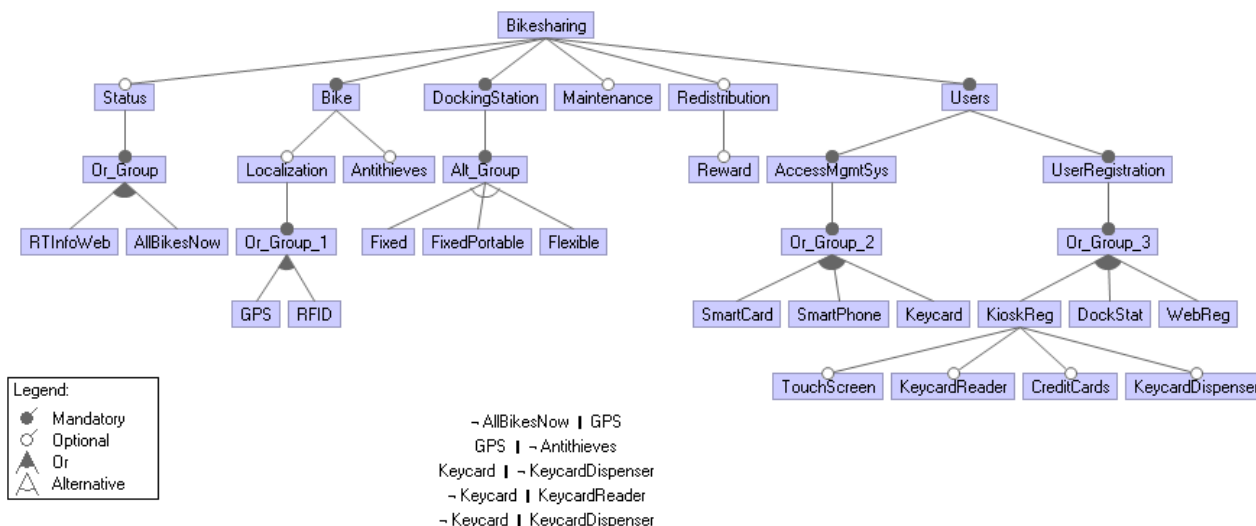 Bikesharing
Status Bike DockingStation Maintenance Redistribution Users
Or_Group Localization Antithieves Alt_Group Reward AccessMgmtSys UserRegistration
RTInfoWeb AllBikesNow Or_Group_1 Fixed FixedPortable Flexible Or_Group_2 Or_Group_3
GPS RFID SmartCard SmartPhone Keycard KioskReg DockStat WebReg
TouchScreen KeycardReader CreditCards KeycardDispenser
Legend:
Mandatory
Optional
Or
Alternative
¬ AllBikesNow | GPS
GPS | ¬ Antithieves
Keycard | ¬ KeycardDispenser
¬ Keycard | KeycardReader
¬ Keycard | KeycardDispenser